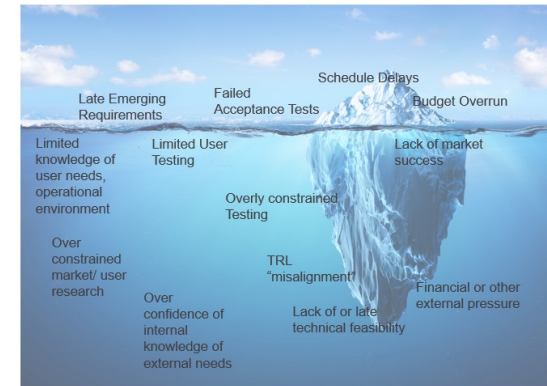 Schedule Delays
Late Emerging
Requirements
Failed
Acceptance Tests
Budget Overrun
Limited
knowledge of
user needs,
operational
environment
Limited User
Testing
Lack of market
success
Overly constrained
Testing
Over
constrained
market/ user
research
TRL
"misalignment"
Over
confidence of
internal
knowledge of
external needs
Lack of or late
technical feasibility
Financial or other
external pressure